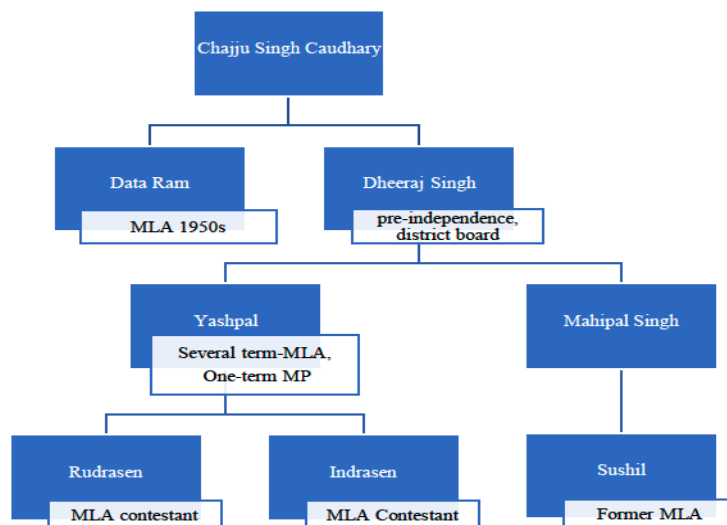 Chajju Singh Caudhary
Data Ram
MLA 1950s
Dheeraj Singh
pre-independence,
district board
Yashpal
Several term-MLA,
One-term MP
Mahipal Singh
Rudrasen
MLA contestant
Indrasen
MLA Contestant
Sushil
Former MLA